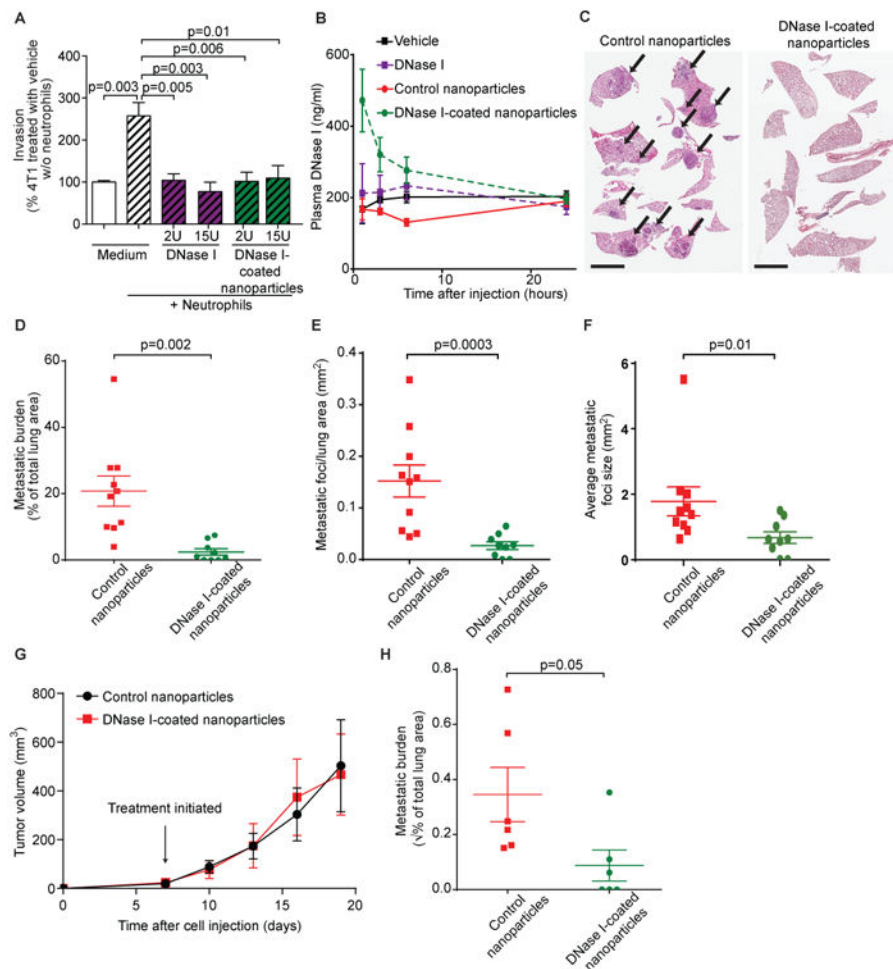 A
p=0.01
p=0.006
p=0.003
p=0.003
p=0.005
Invasion
(% 4T1 treated with vehicle
w/o neutrophils)
400
300
200
100
0
2U 15U 2U 15U
Medium DNase I DNase I-
coated
nanoparticles
+ Neutrophils
B
Vehicle
DNase I
Control nanoparticles
DNase I-coated nanoparticles
Plasma DNase I (ng/ml)
600
400
200
0
0 10 20
Time after injection (hours)
C
Control nanoparticles
DNase I-coated
nanoparticles
D
p=0.002
Metastatic burden
(% of total lung area)
60
40
20
0
Control
nanoparticles
DNase I-coated
nanoparticles
E
p=0.0003
Metastatic foci/lung area (mm²)
0.4
0.3
0.2
0.1
0.0
Control
nanoparticles
DNase I-coated
nanoparticles
F
p=0.01
Average metastatic
foci size (mm²)
6
4
2
0
Control
nanoparticles
DNase I-coated
nanoparticles
G
Control nanoparticles
DNase I-coated nanoparticles
Treatment initiated
Tumor volume (mm³)
800
600
400
200
0
0 5 10 15 20
Time after cell injection (days)
H
p=0.05
Metastatic burden
(√% of total lung area)
0.8
0.6
0.4
0.2
0.0
Control
nanoparticles
DNase I-coated
nanoparticles